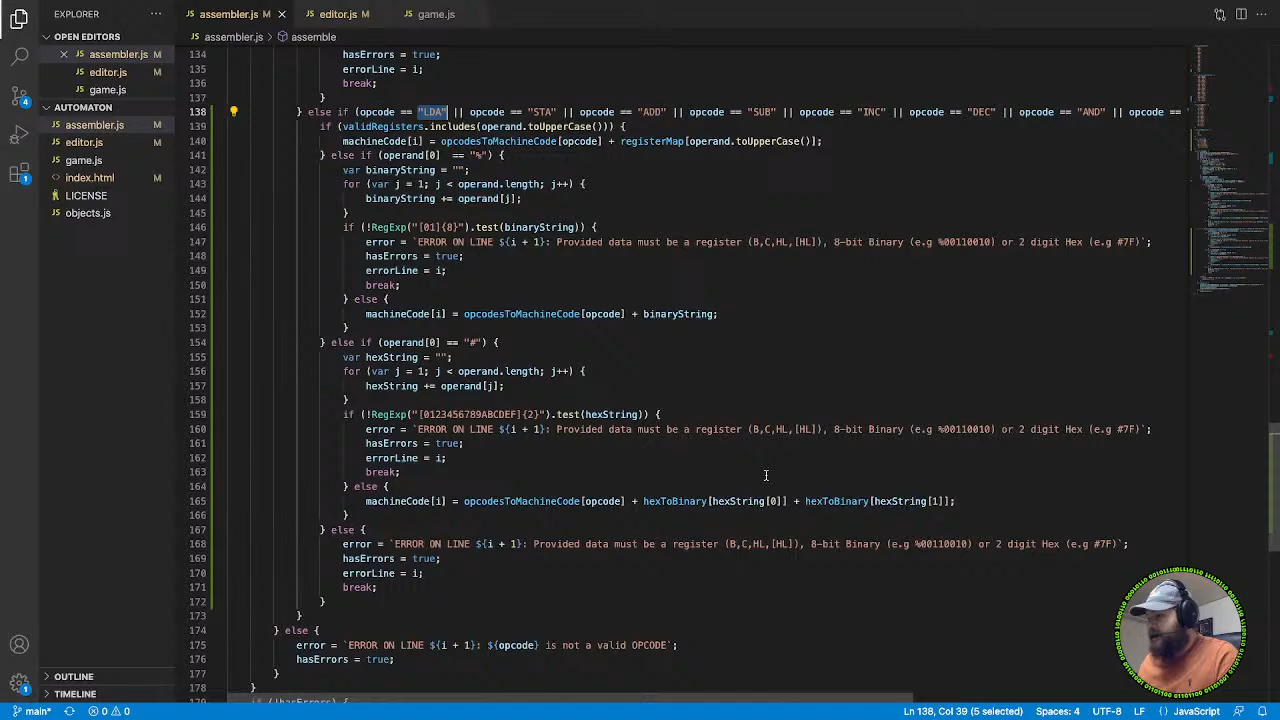 EXPLORER
...
assembler.js
editor.js
game.js
assembler.js > assemble
OPEN EDITORS
assembler.js M
editor.js M
game.js
AUTOMATON
assembler.js M
editor.js M
game.js
index.html M
LICENSE
objects.js
OUTLINE
TIMELINE
134 hasErrors = true;
135 errorLine = i;
136 break;
137 }
138 } else if (opcode == "LDA" || opcode == "STA" || opcode == "ADD" || opcode == "SUB" || opcode == "INC" || opcode == "DEC" || opcode == "AND" || opcode ==
139 if (validRegisters.includes(operand.toUpperCase())) {
140 machineCode[i] = opcodesToMachineCode[opcode] + registerMap[operand.toUpperCase()];
141 } else if (operand[0] == "%") {
142 var binaryString = "";
143 for (var j = 1; j < operand.length; j++) {
144 binaryString += operand[j];
145 }
146 if (!RegExp("[01]{8}").test(binaryString)) {
147 error = `ERROR ON LINE ${i + 1}: Provided data must be a register (B,C,HL,[HL]), 8-bit Binary (e.g %00110010) or 2 digit Hex (e.g #7F)`;
148 hasErrors = true;
149 errorLine = i;
150 break;
151 } else {
152 machineCode[i] = opcodesToMachineCode[opcode] + binaryString;
153 }
154 } else if (operand[0] == "#") {
155 var hexString = "";
156 for (var j = 1; j < operand.length; j++) {
157 hexString += operand[j];
158 }
159 if (!RegExp("[0123456789ABCDEF]{2}").test(hexString)) {
160 error = `ERROR ON LINE ${i + 1}: Provided data must be a register (B,C,HL,[HL]), 8-bit Binary (e.g %00110010) or 2 digit Hex (e.g #7F)`;
161 hasErrors = true;
162 errorLine = i;
163 break;
164 } else {
165 machineCode[i] = opcodesToMachineCode[opcode] + hexToBinary[hexString[0]] + hexToBinary[hexString[1]];
166 }
167 } else {
168 error = `ERROR ON LINE ${i + 1}: Provided data must be a register (B,C,HL,[HL]), 8-bit Binary (e.g %00110010) or 2 digit Hex (e.g #7F)`;
169 hasErrors = true;
170 errorLine = i;
171 break;
172 }
173 }
174 } else {
175 error = `ERROR ON LINE ${i + 1}: ${opcode} is not a valid OPCODE`;
176 hasErrors = true;
177 }
178 }
179 if (!hasErrors) {
4
1
1
main*
0
0
Ln 138, Col 39 (5 selected)
Spaces: 4
UTF-8
LF
JavaScript